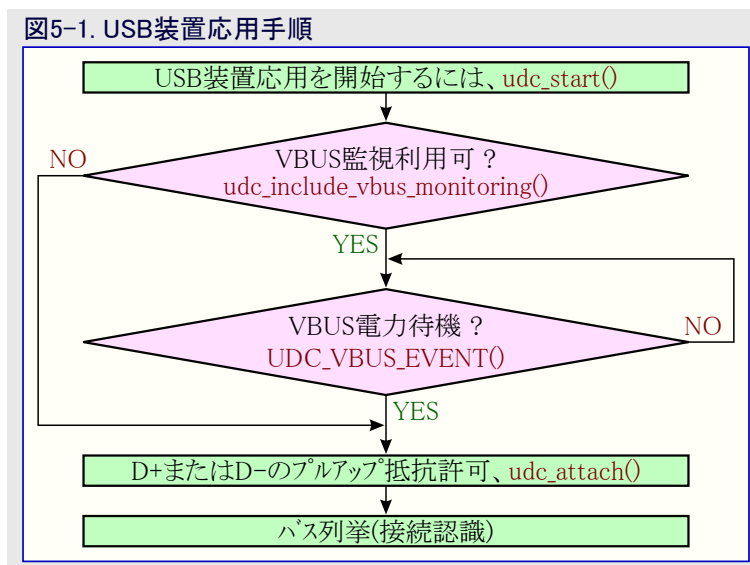 図5-1. USB装置応用手順
USB装置応用を開始するには、udc_start()
NO
VBUS監視利用可?
udc_include_vbus_monitoring()
YES
VBUS電力待機?
UDC_VBUS_EVENT()
NO
YES
D+またはD-のプルアップ抵抗許可、udc_attach()
バス列挙(接続認識)